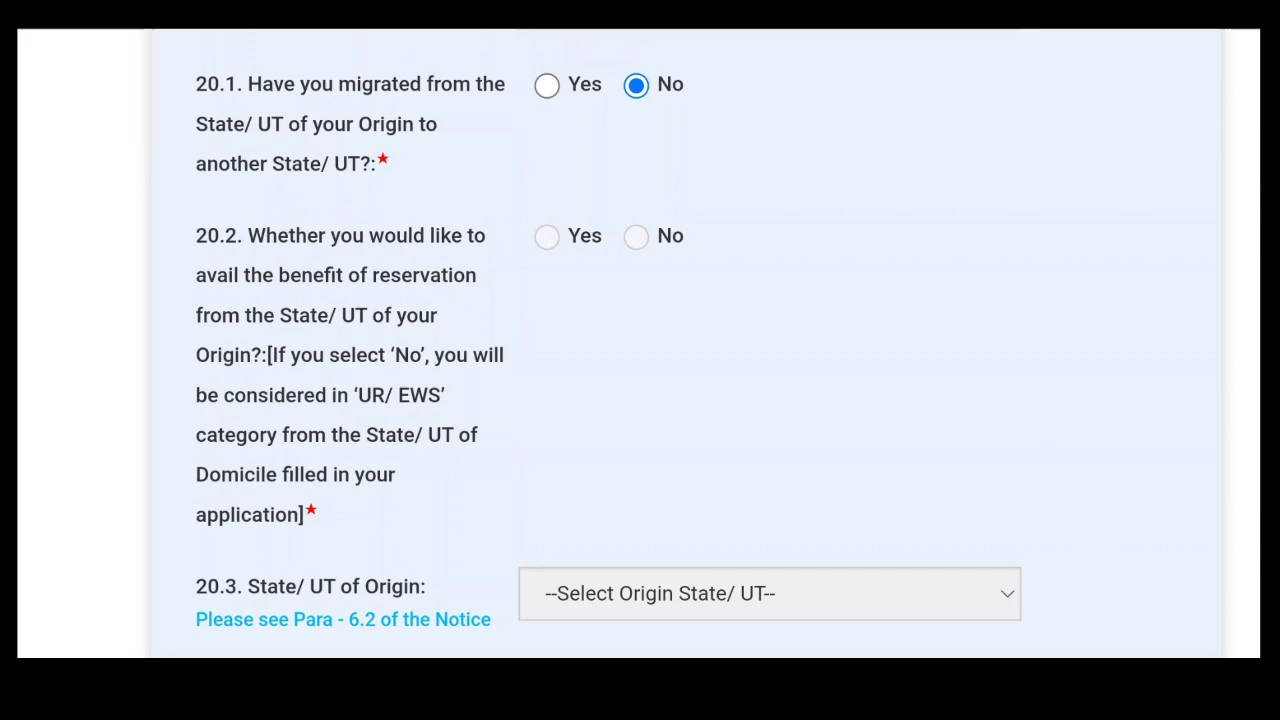 20.1. Have you migrated from the
Yes
No
State/ UT of your Origin to
another State/ UT?:★
20.2. Whether you would like to
Yes
No
avail the benefit of reservation
from the State/ UT of your
Origin?:[If you select ‘No’, you will
be considered in ‘UR/ EWS’
category from the State/ UT of
Domicile filled in your
application]★
20.3. State/ UT of Origin:
--Select Origin State/ UT--
Please see Para - 6.2 of the Notice